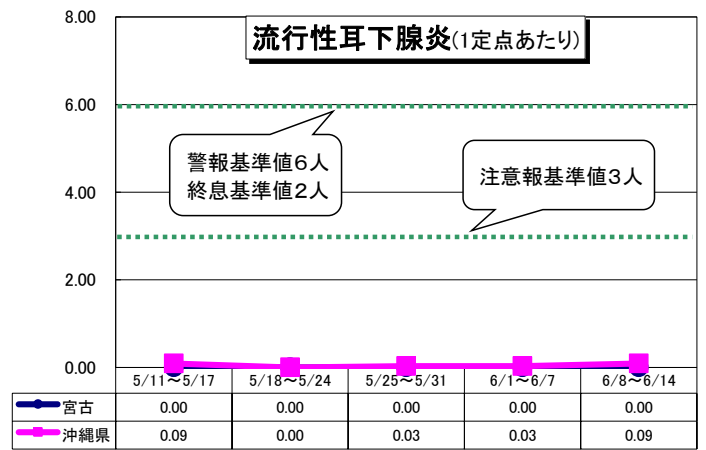 流行性耳下腺炎(1定点あたり)
8.00
6.00
警報基準値6人
終息基準値2人
注意報基準値3人
4.00
2.00
0.00
5/11～5/17 5/18～5/24 5/25～5/31 6/1～6/7 6/8～6/14
宮古 0.00 0.00 0.00 0.00 0.00
沖縄県 0.09 0.00 0.03 0.03 0.09